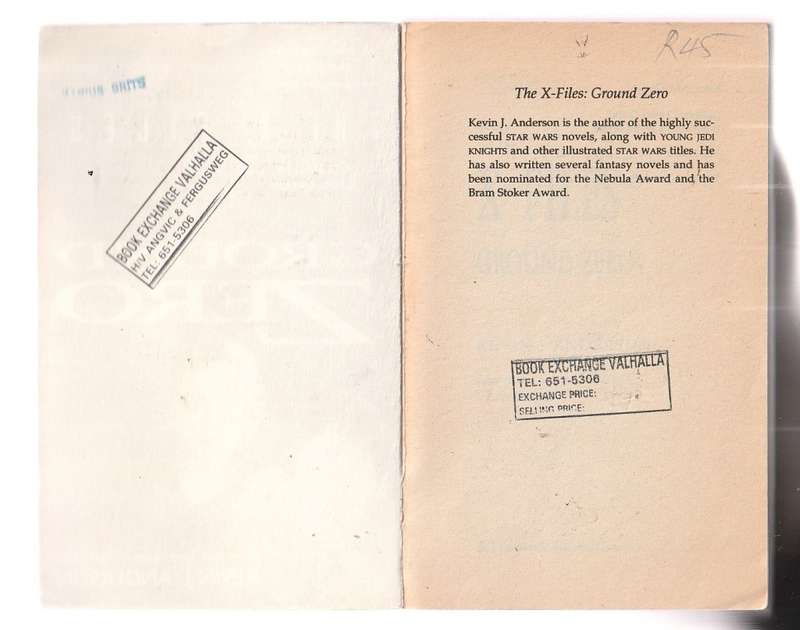 BOOK EXCHANGE VALHALLA
H/V ANGVIC & FERGUSWEG
TEL: 651-5306
R45
The X-Files: Ground Zero
Kevin J. Anderson is the author of the highly suc-
cessful STAR WARS novels, along with YOUNG JEDI
KNIGHTS and other illustrated STAR WARS titles. He
has also written several fantasy novels and has
been nominated for the Nebula Award and the
Bram Stoker Award.
BOOK EXCHANGE VALHALLA
TEL: 651-5306
EXCHANGE PRICE:
SELLING PRICE: